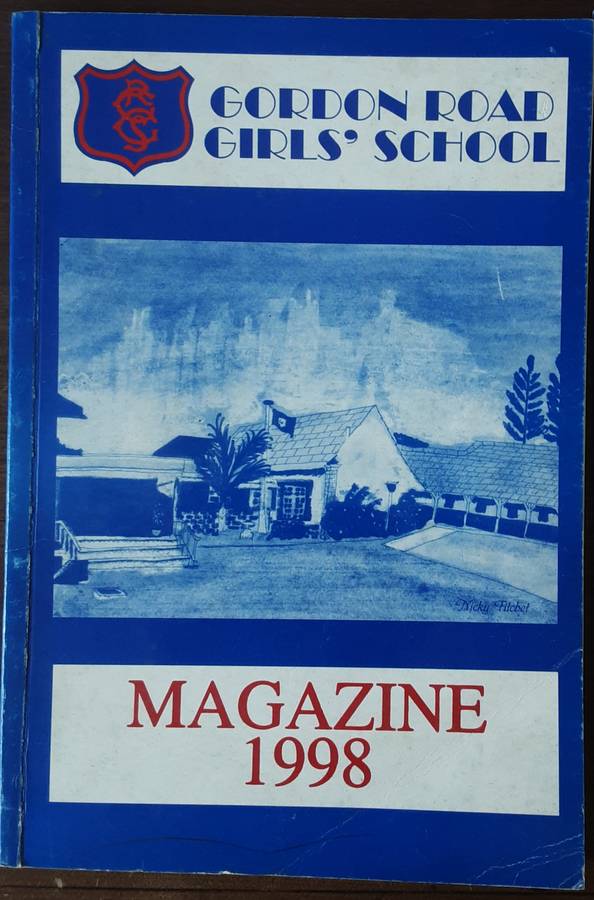 GORDON ROAD
GIRLS' SCHOOL
MAGAZINE
1998